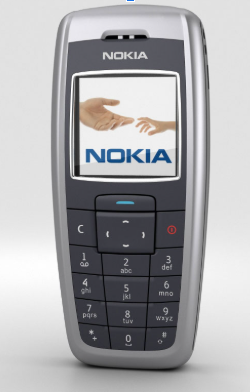 NOKIA
NOKIA
C
1
2 abc
3 def
4 ghi
5 jkl
6 mno
7 pqrs
8 tuv
9 wxyz
* +
0
#